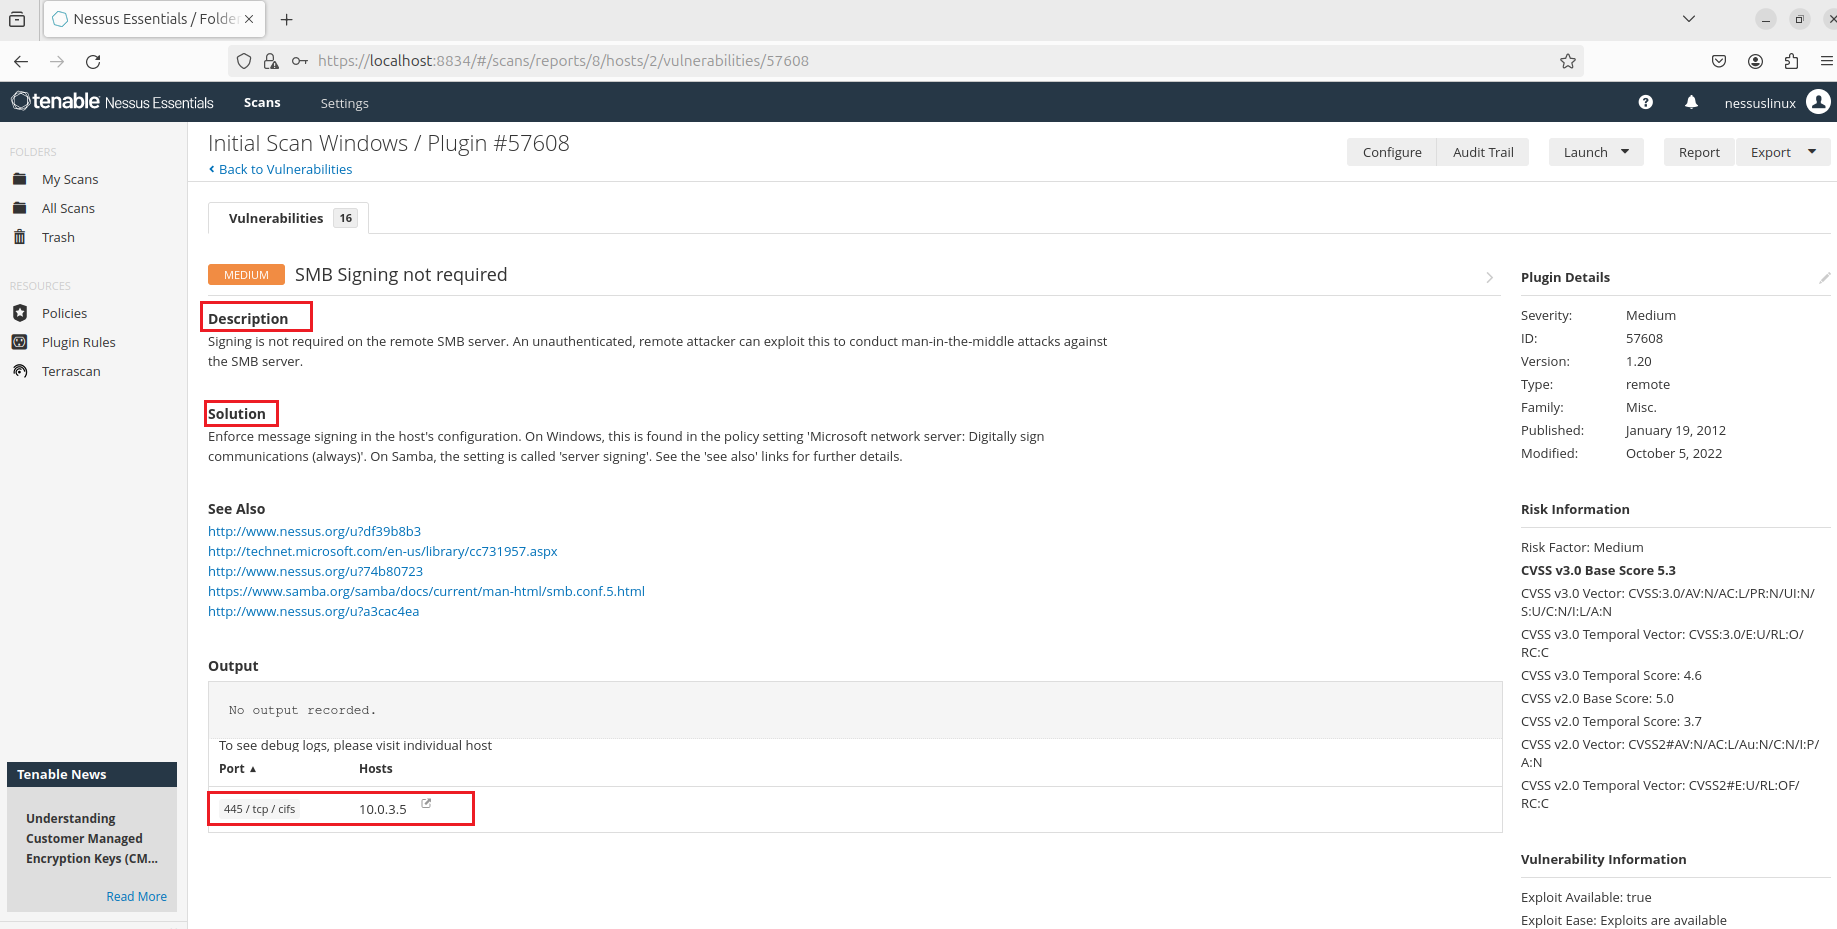 Nessus Essentials / Folde
https://localhost:8834/#/scans/reports/8/hosts/2/vulnerabilities/57608
tenable Nessus Essentials
Scans
Settings
nessuslinux
FOLDERS
My Scans
All Scans
Trash
RESOURCES
Policies
Plugin Rules
Terrascan
Tenable News
Understanding
Customer Managed
Encryption Keys (CM...
Read More
Initial Scan Windows / Plugin #57608
‹ Back to Vulnerabilities
Configure
Audit Trail
Launch
Report
Export
Vulnerabilities 16
MEDIUM SMB Signing not required
Description
Signing is not required on the remote SMB server. An unauthenticated, remote attacker can exploit this to conduct man-in-the-middle attacks against
the SMB server.
Solution
Enforce message signing in the host's configuration. On Windows, this is found in the policy setting 'Microsoft network server: Digitally sign
communications (always)'. On Samba, the setting is called 'server signing'. See the 'see also' links for further details.
See Also
http://www.nessus.org/u?df39b8b3
http://technet.microsoft.com/en-us/library/cc731957.aspx
http://www.nessus.org/u?74b80723
https://www.samba.org/samba/docs/current/man-html/smb.conf.5.html
http://www.nessus.org/u?a3cac4ea
Output
No output recorded.
To see debug logs, please visit individual host
Port ▲ Hosts
445 / tcp / cifs 10.0.3.5
Plugin Details
Severity: Medium
ID: 57608
Version: 1.20
Type: remote
Family: Misc.
Published: January 19, 2012
Modified: October 5, 2022
Risk Information
Risk Factor: Medium
CVSS v3.0 Base Score 5.3
CVSS v3.0 Vector: CVSS:3.0/AV:N/AC:L/PR:N/UI:N/
S:U/C:N/I:L/A:N
CVSS v3.0 Temporal Vector: CVSS:3.0/E:U/RL:O/
RC:C
CVSS v3.0 Temporal Score: 4.6
CVSS v2.0 Base Score: 5.0
CVSS v2.0 Temporal Score: 3.7
CVSS v2.0 Vector: CVSS2#AV:N/AC:L/Au:N/C:N/I:P/
A:N
CVSS v2.0 Temporal Vector: CVSS2#E:U/RL:OF/
RC:C
Vulnerability Information
Exploit Available: true
Exploit Ease: Exploits are available